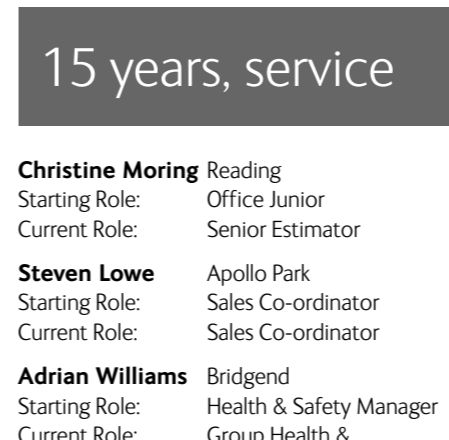 15 years, service
Christine Moring Reading
Starting Role: Office Junior
Current Role: Senior Estimator
Steven Lowe Apollo Park
Starting Role: Sales Co-ordinator
Current Role: Sales Co-ordinator
Adrian Williams Bridgend
Starting Role: Health & Safety Manager
Current Role: Group Health &